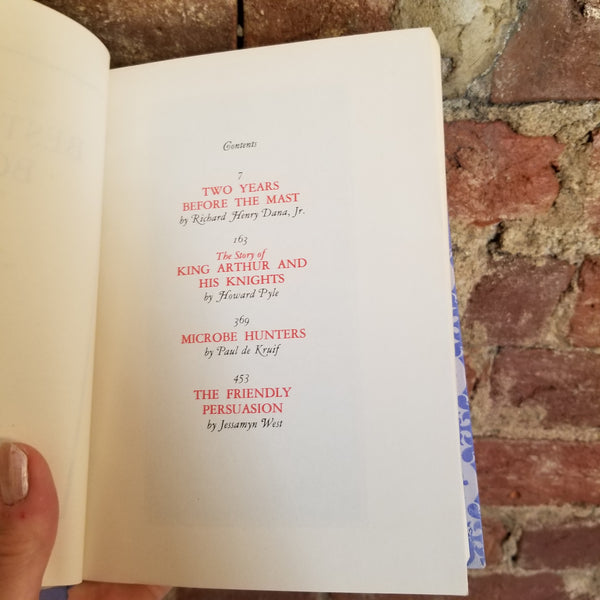 Contents
7
TWO YEARS
BEFORE THE MAST
by Richard Henry Dana, Jr.
163
The Story of
KING ARTHUR AND
HIS KNIGHTS
by Howard Pyle
369
MICROBE HUNTERS
by Paul de Kruif
453
THE FRIENDLY
PERSUASION
by Jessamyn West